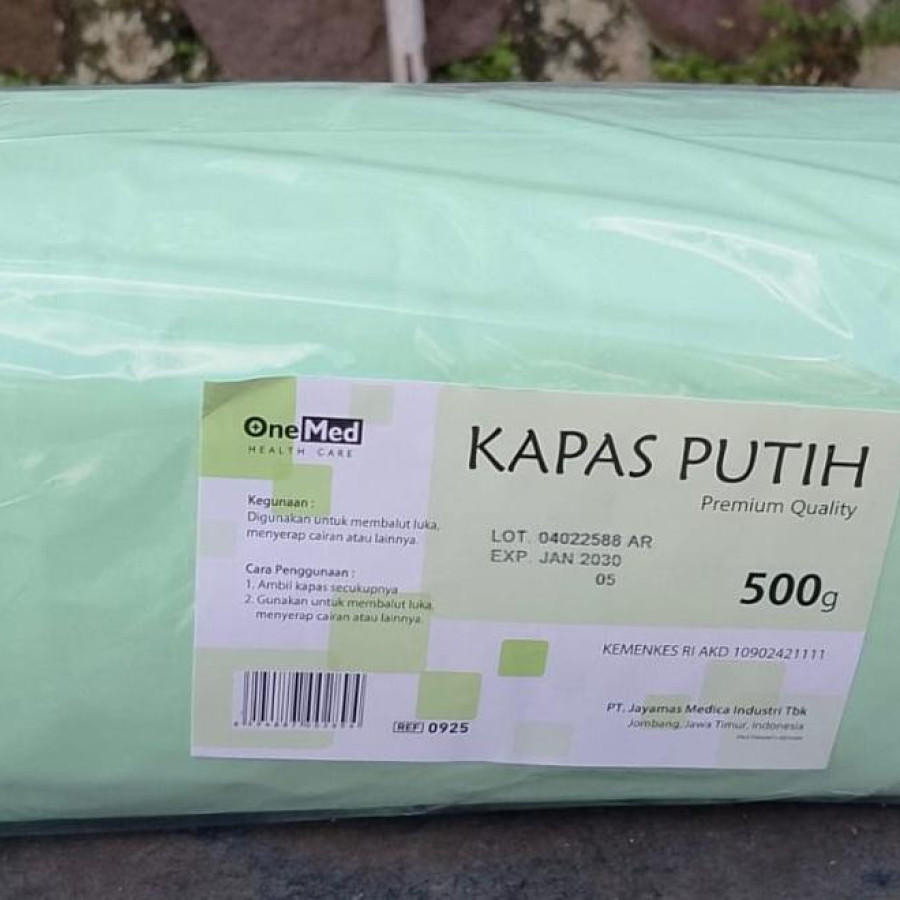 OneMed
HEALTH CARE
KAPAS PUTIH
Premium Quality
Kegunaan :
Digunakan untuk membalut luka,
menyerap cairan atau lainnya.
Cara Penggunaan :
1. Ambil kapas secukupnya
2. Gunakan untuk membalut luka,
menyerap cairan atau lainnya.
LOT. 04022588 AR
EXP. JAN 2030
05
500g
KEMENKES RI AKD 10902421111
PT. Jayamas Medica Industri Tbk
Jombang, Jawa Timur, Indonesia
REF 0925